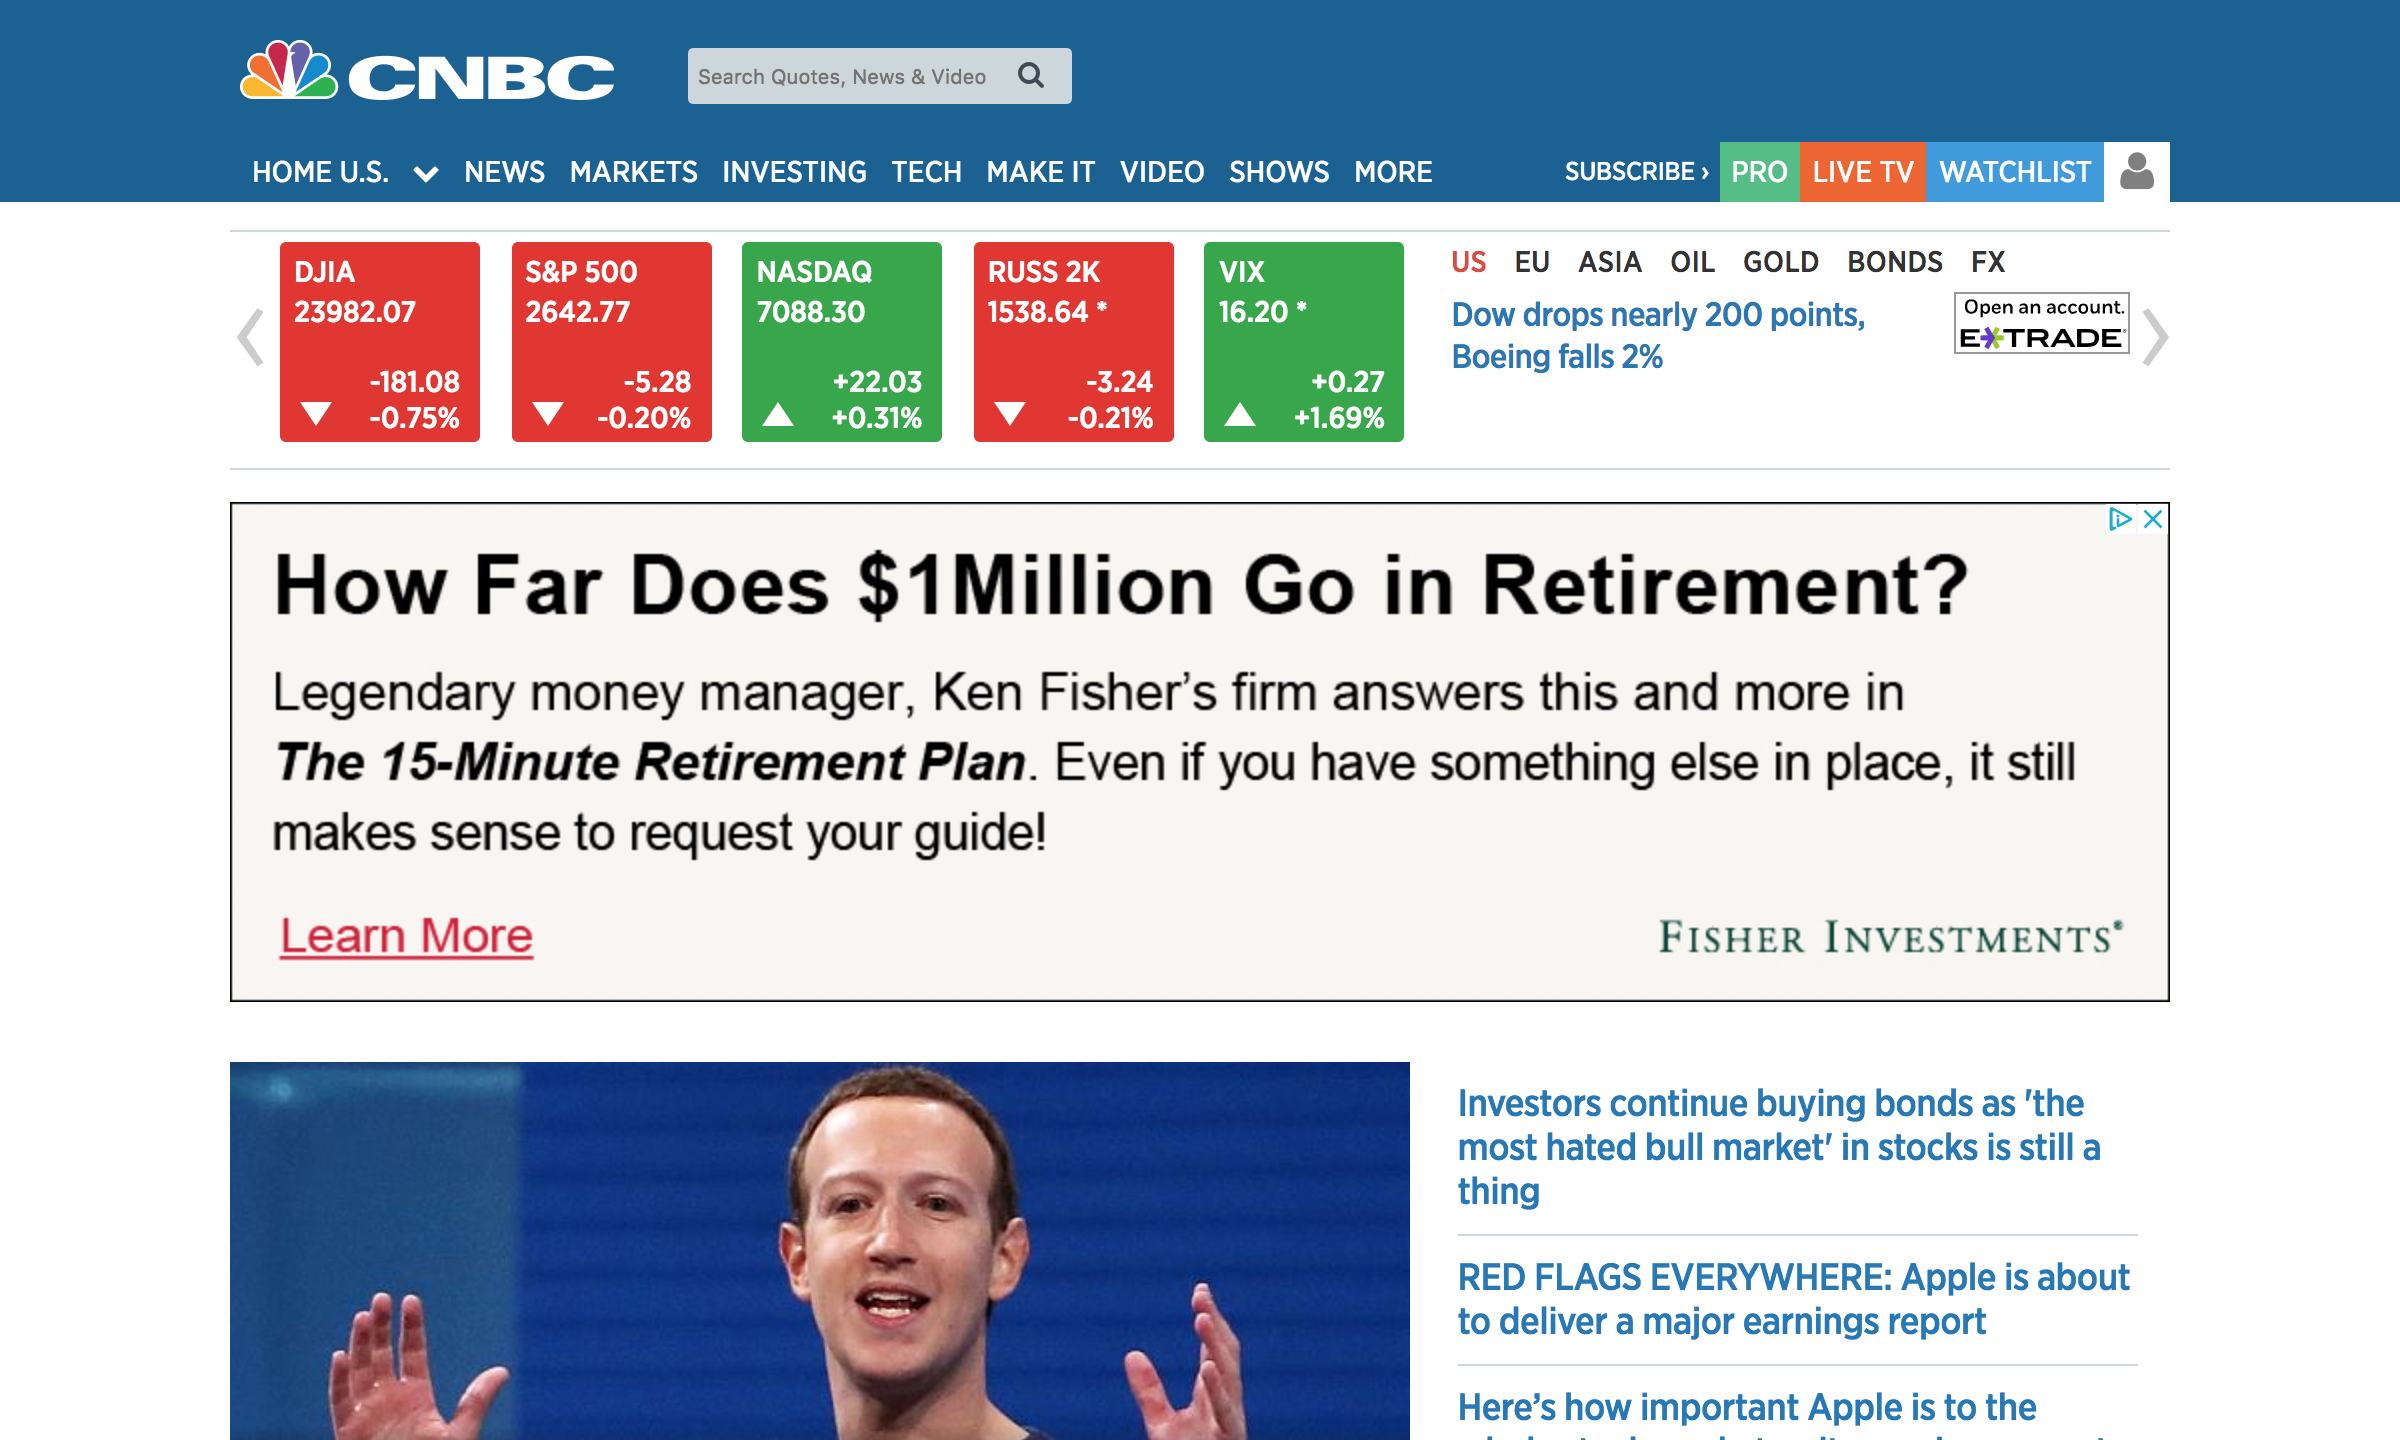 CNBC
Search Quotes, News & Video
HOME U.S. NEWS MARKETS INVESTING TECH MAKE IT VIDEO SHOWS MORE SUBSCRIBE › PRO LIVE TV WATCHLIST
DJIA
23982.07
-181.08
-0.75%
S&P 500
2642.77
-5.28
-0.20%
NASDAQ
7088.30
+22.03
+0.31%
RUSS 2K
1538.64 *
-3.24
-0.21%
VIX
16.20 *
+0.27
+1.69%
US EU ASIA OIL GOLD BONDS FX
Dow drops nearly 200 points,
Boeing falls 2%
Open an account.
E*TRADE
How Far Does $1Million Go in Retirement?
Legendary money manager, Ken Fisher’s firm answers this and more in
The 15-Minute Retirement Plan. Even if you have something else in place, it still
makes sense to request your guide!
Learn More
FISHER INVESTMENTS®
Investors continue buying bonds as 'the
most hated bull market' in stocks is still a
thing
RED FLAGS EVERYWHERE: Apple is about
to deliver a major earnings report
Here’s how important Apple is to the